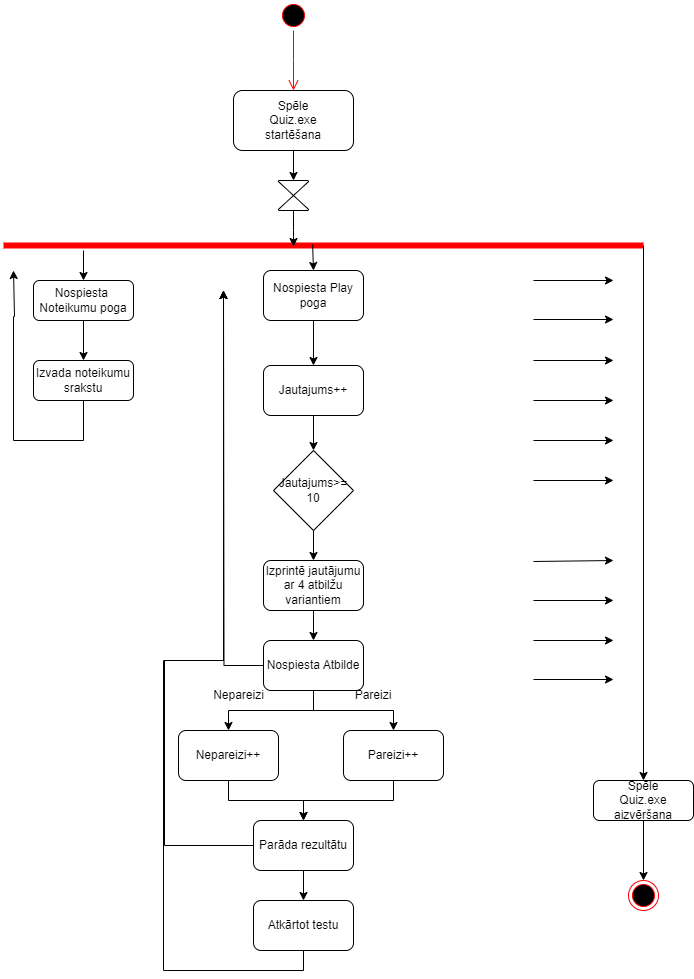 Spēle
Quiz.exe
startēšana
Nospiesta
Noteikumu poga
Nospiesta Play
poga
Izvada noteikumu
srakstu
Jautajums++
Jautajums>=
10
Izprintē jautājumu
ar 4 atbilžu
variantiem
Nospiesta Atbilde
Nepareizi
Pareizi
Nepareizi++
Pareizi++
Spēle
Quiz.exe
aizvēršana
Parāda rezultātu
Atkārtot testu